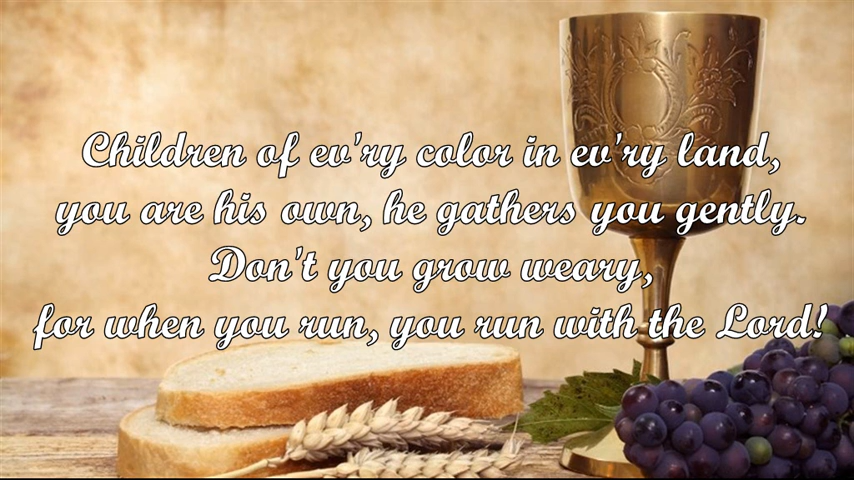 Children of ev'ry color in ev'ry land,
you are his own, he gathers you gently.
Don't you grow weary,
for when you run, you run with the Lord!